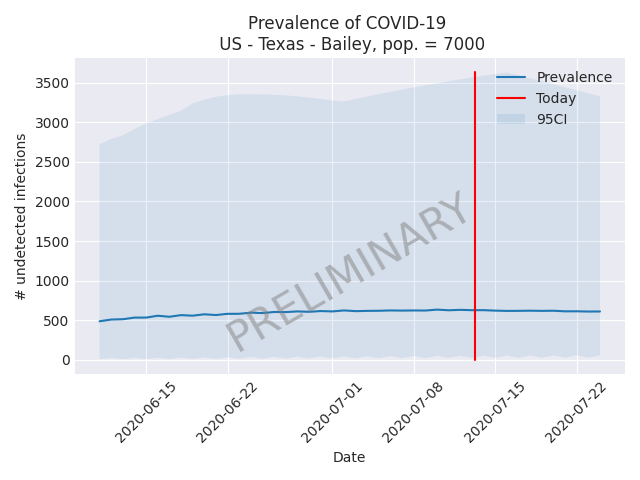 Prevalence of COVID-19
US - Texas - Bailey, pop. = 7000
# undetected infections
3500
3000
2500
2000
1500
1000
500
0
Prevalence
Today
95CI
PRELIMINARY
2020-06-15
2020-06-22
2020-07-01
2020-07-08
2020-07-15
2020-07-22
Date